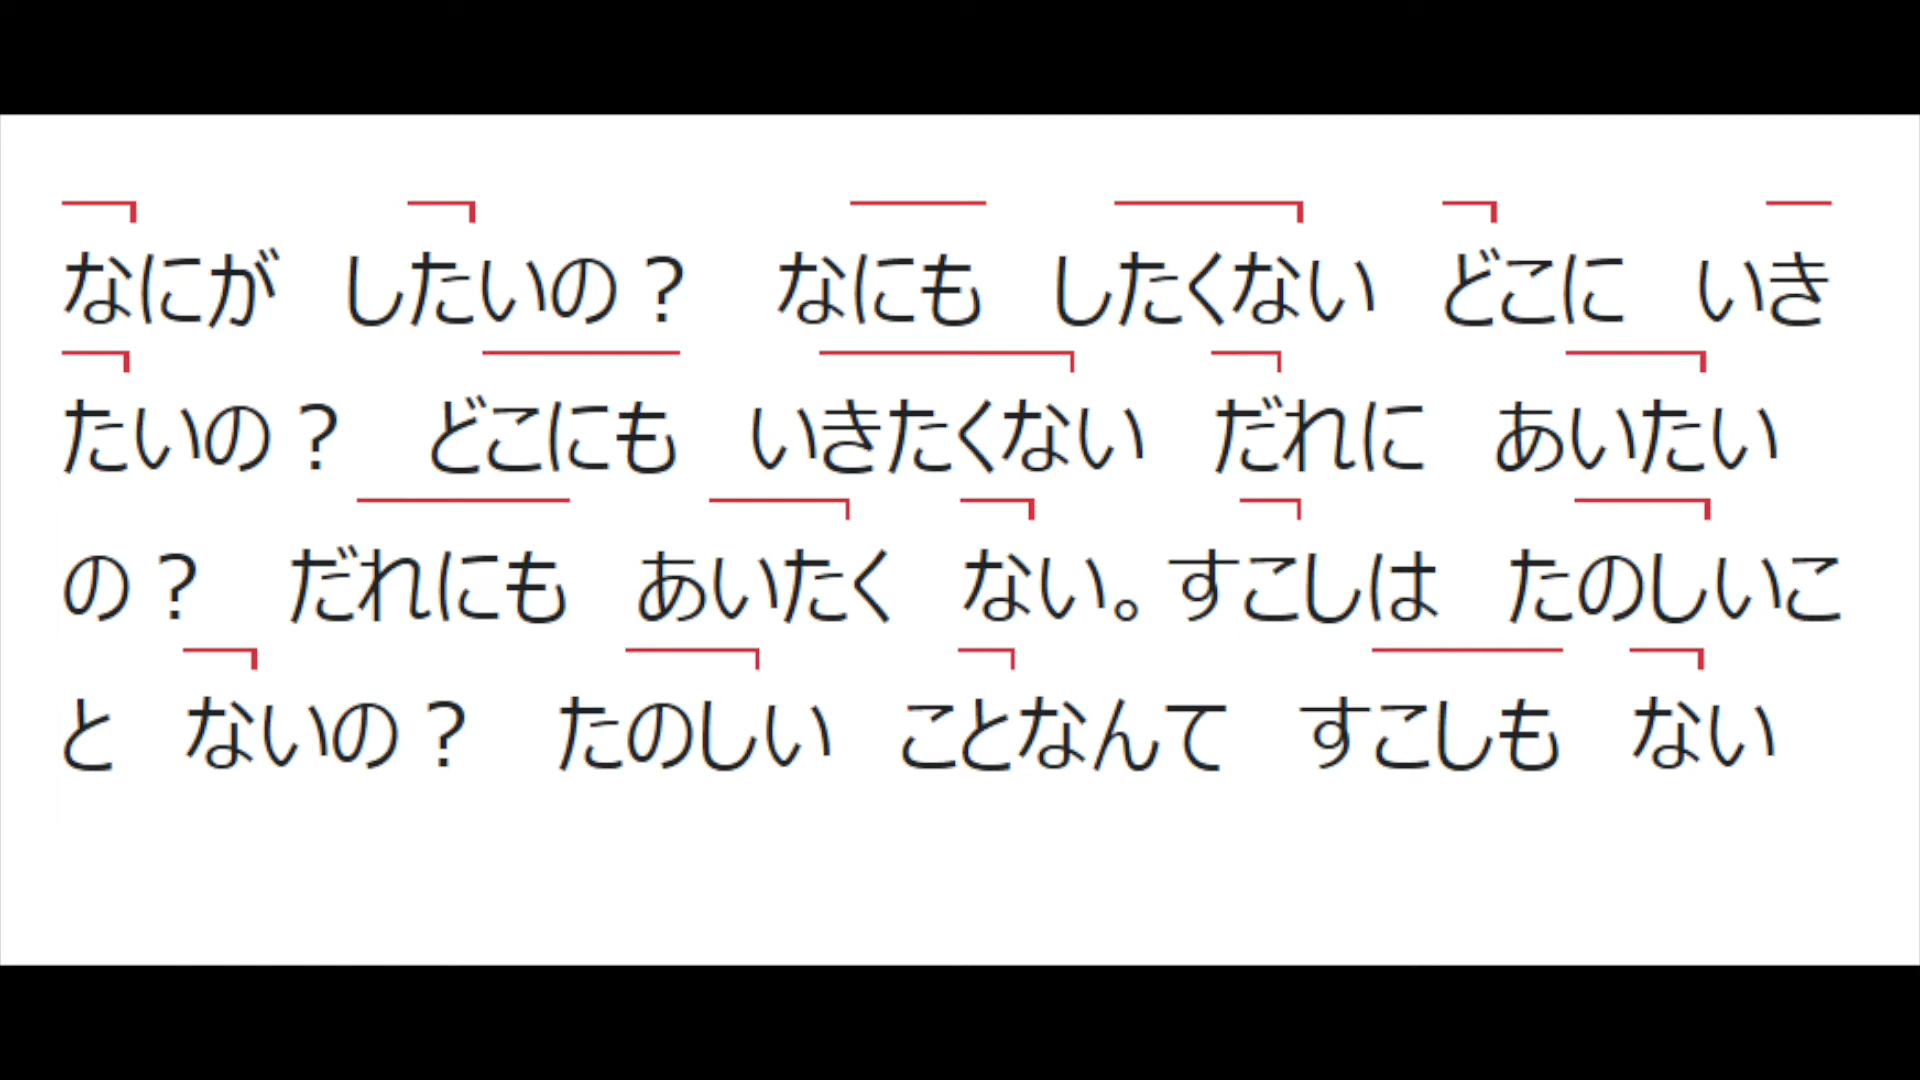 なにが したいの？ なにも したくない どこに いき
たいの？ どこにも いきたくない だれに あいたい
の？ だれにも あいたく ない。すこしは たのしいこ
と ないの？ たのしい ことなんて すこしも ない